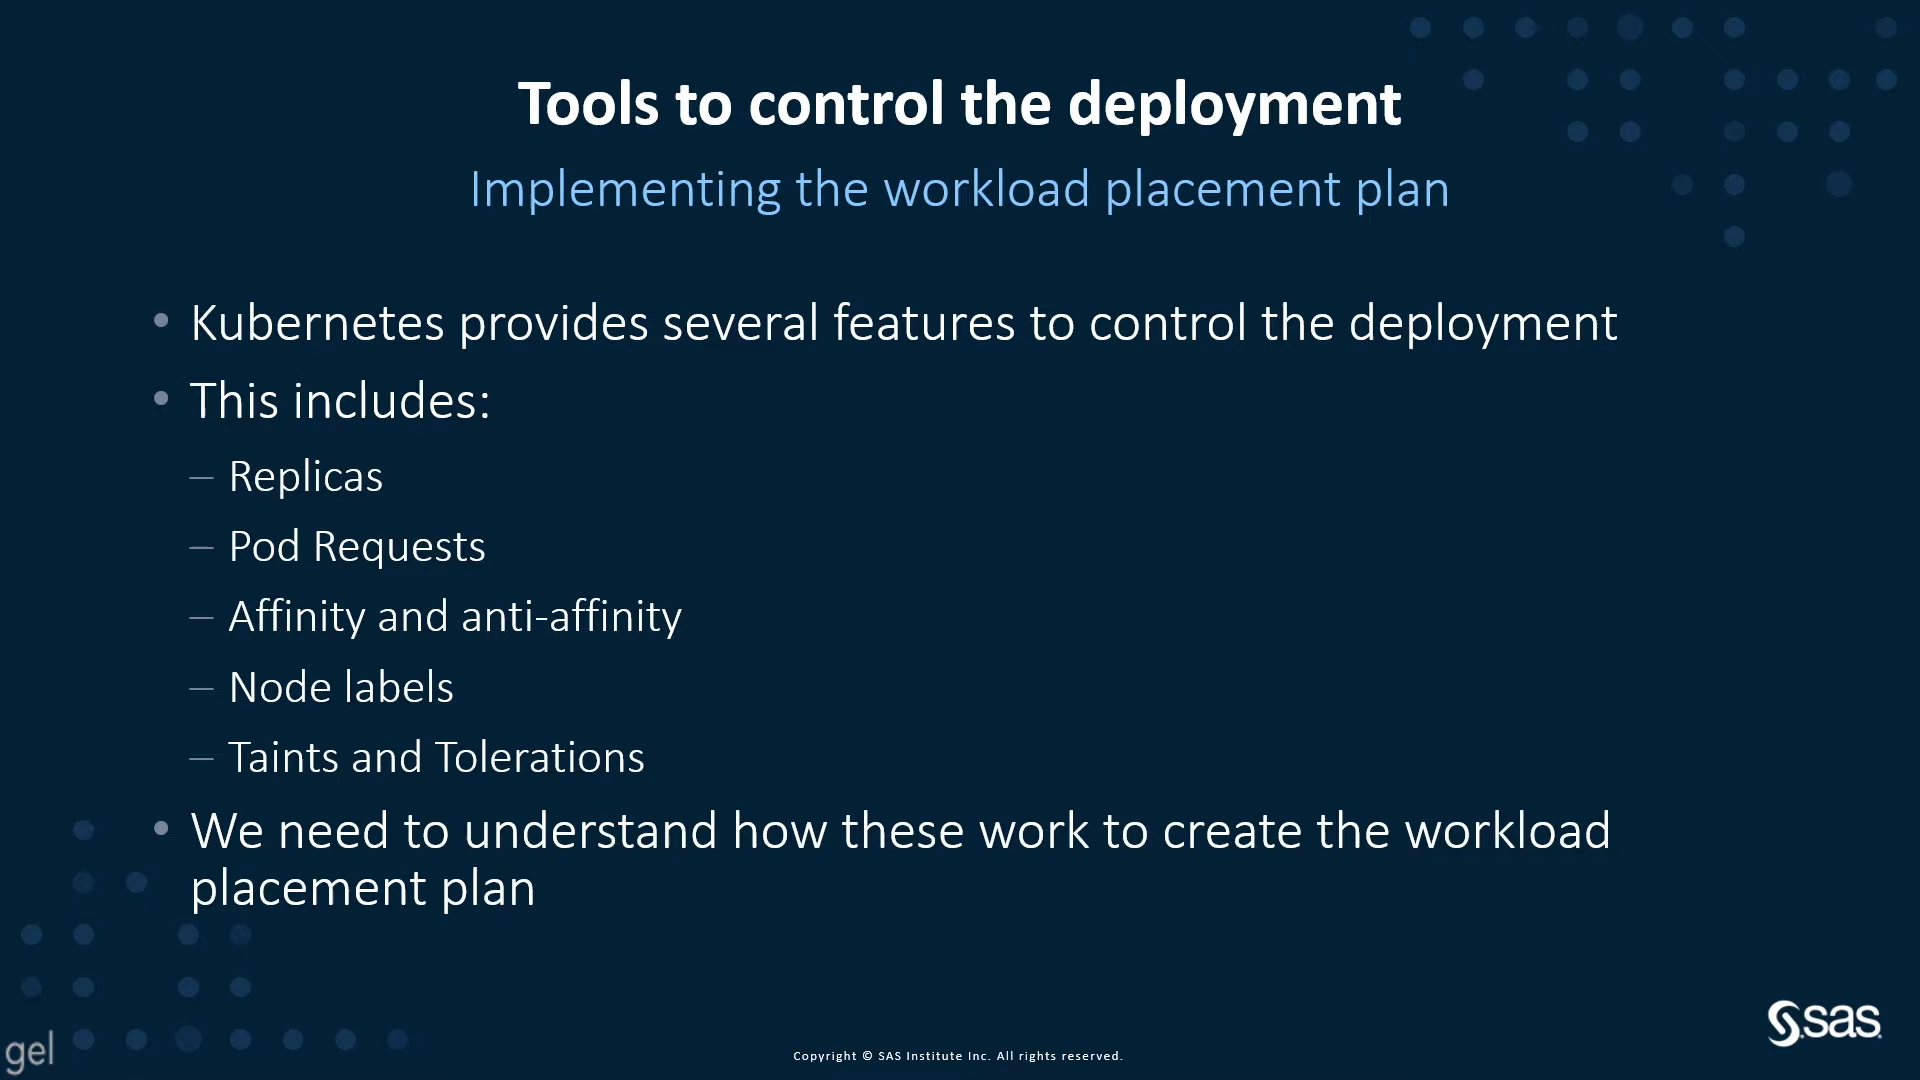 Tools to control the deployment
Implementing the workload placement plan
• Kubernetes provides several features to control the deployment
• This includes:
– Replicas
– Pod Requests
– Affinity and anti-affinity
– Node labels
– Taints and Tolerations
• We need to understand how these work to create the workload
placement plan
sas
gel
Copyright © SAS Institute Inc. All rights reserved.